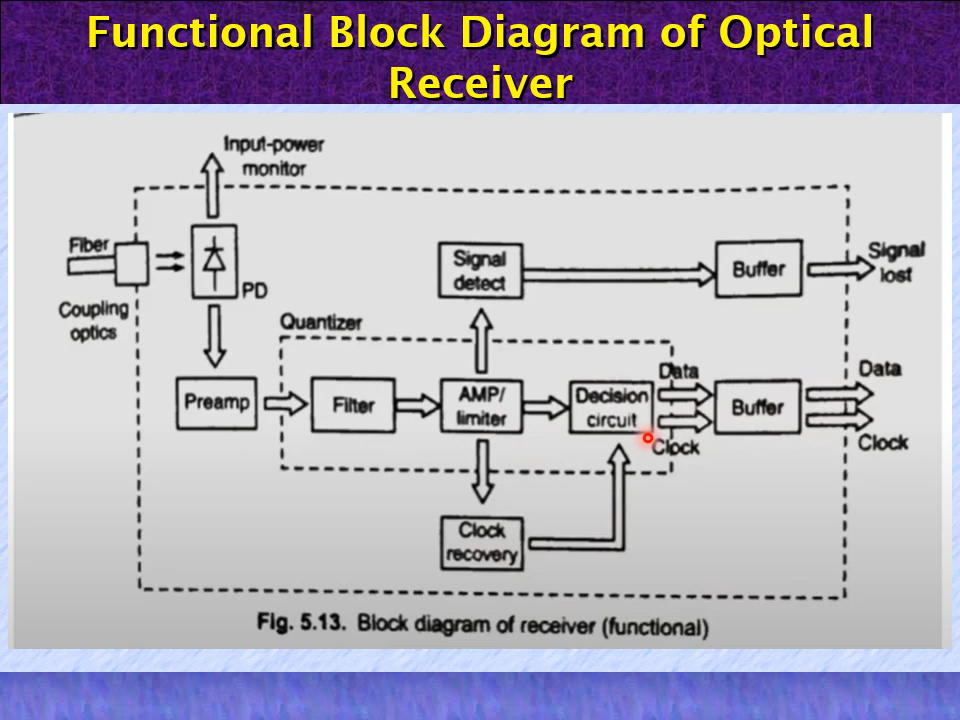 Functional Block Diagram of Optical
Receiver
Input-power
monitor
Fiber
Coupling
optics
PD
Signal
detect
Buffer
Signal
lost
Quantizer
Preamp
Filter
AMP/
limiter
Decision
circuit
Data
Clock
Buffer
Data
Clock
Clock
recovery
Fig. 5.13. Block diagram of receiver (functional)